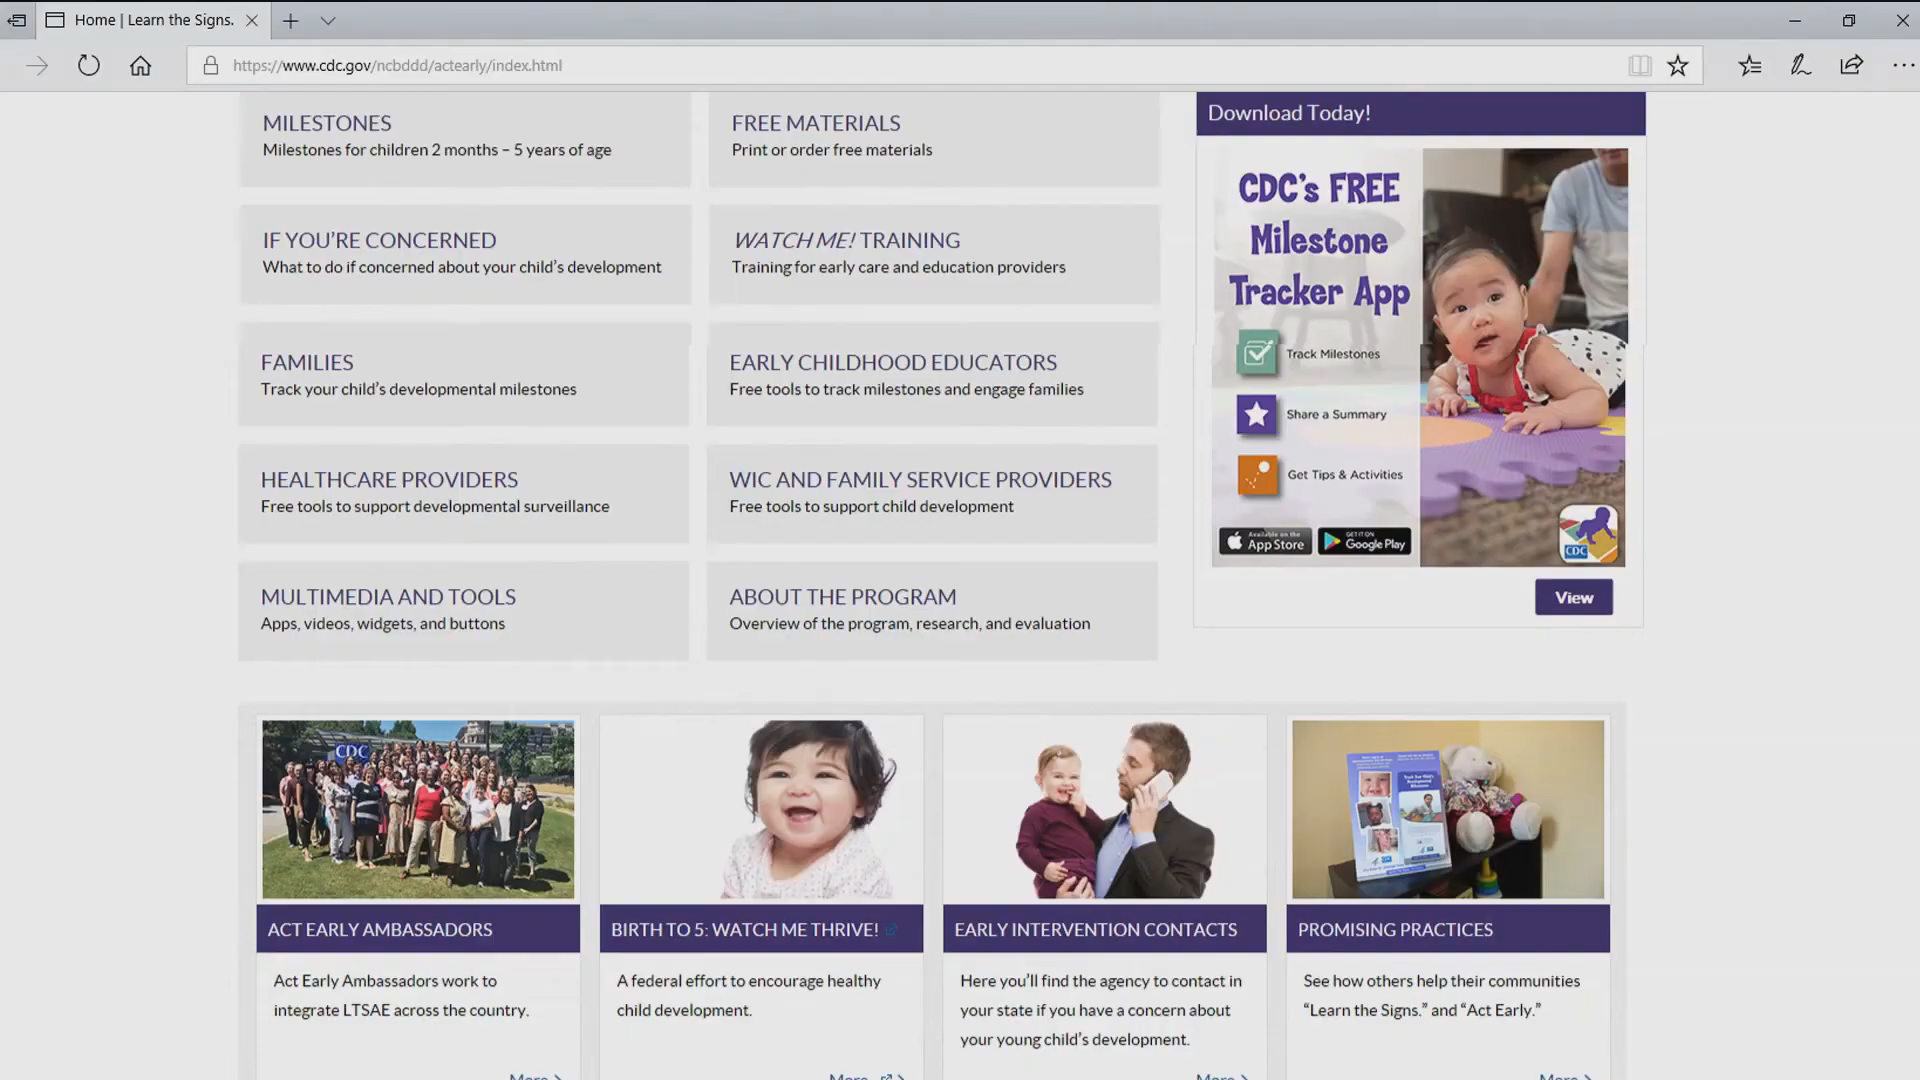 Home | Learn the Signs.
https://www.cdc.gov/ncbddd/actearly/index.html
MILESTONES
Milestones for children 2 months – 5 years of age
FREE MATERIALS
Print or order free materials
IF YOU’RE CONCERNED
What to do if concerned about your child’s development
WATCH ME! TRAINING
Training for early care and education providers
FAMILIES
Track your child’s developmental milestones
EARLY CHILDHOOD EDUCATORS
Free tools to track milestones and engage families
HEALTHCARE PROVIDERS
Free tools to support developmental surveillance
WIC AND FAMILY SERVICE PROVIDERS
Free tools to support child development
MULTIMEDIA AND TOOLS
Apps, videos, widgets, and buttons
ABOUT THE PROGRAM
Overview of the program, research, and evaluation
Download Today!
CDC’s FREE
Milestone
Tracker App
Track Milestones
Share a Summary
Get Tips & Activities
Available on the
App Store
GET IT ON
Google Play
CDC
View
CDC
ACT EARLY AMBASSADORS
Act Early Ambassadors work to
integrate LTSAE across the country.
More
BIRTH TO 5: WATCH ME THRIVE!
A federal effort to encourage healthy
child development.
More
EARLY INTERVENTION CONTACTS
Here you’ll find the agency to contact in
your state if you have a concern about
your young child’s development.
More
PROMISING PRACTICES
See how others help their communities
“Learn the Signs.” and “Act Early.”
More